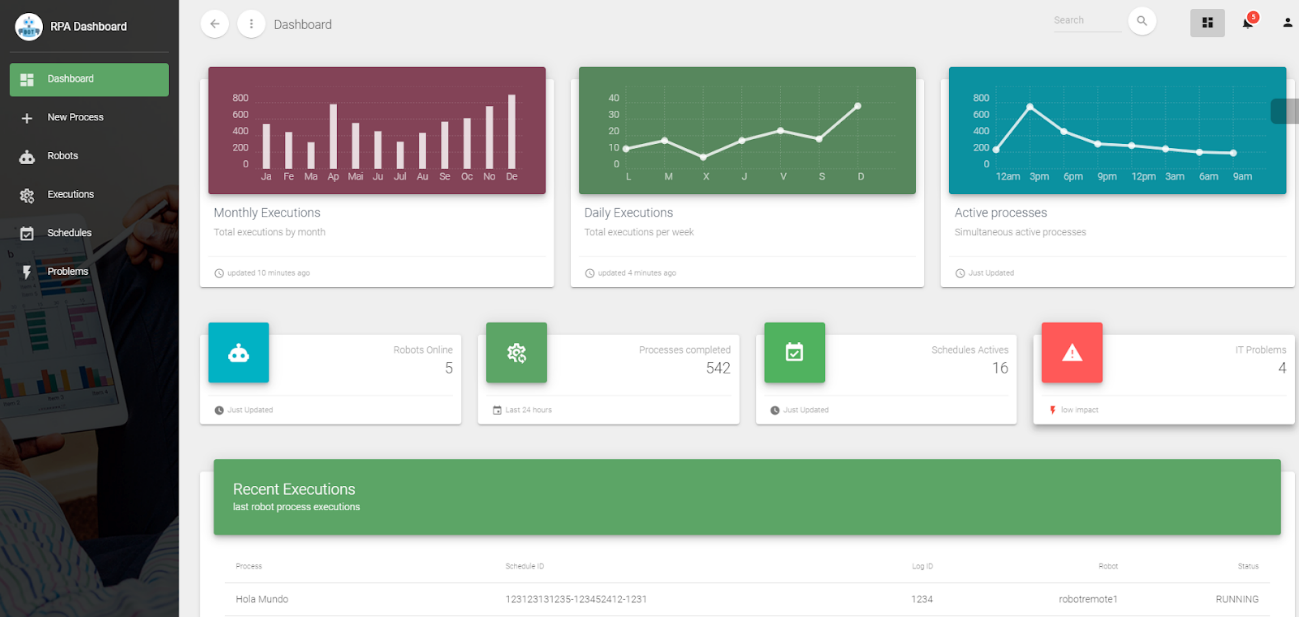 RPA Dashboard
Dashboard
New Process
Robots
Executions
Schedules
Problems
Dashboard
Search
5
800
600
400
200
0
Ja Fe Ma Ap Mai Ju Jul Au Se Oc No De
Monthly Executions
Total executions by month
updated 10 minutes ago
40
30
20
10
0
L M X J V S D
Daily Executions
Total executions per week
updated 4 minutes ago
800
600
400
200
0
12am 3pm 6pm 9pm 12pm 3am 6am 9am
Active processes
Simultaneous active processes
Just Updated
Robots Online
5
Just Updated
Processes completed
542
Last 24 hours
Schedules Actives
16
Just Updated
IT Problems
4
low impact
Recent Executions
last robot process executions
Process Schedule ID Log ID Robot Status
Hola Mundo 123123131235-123452412-1231 1234 robotremote1 RUNNING